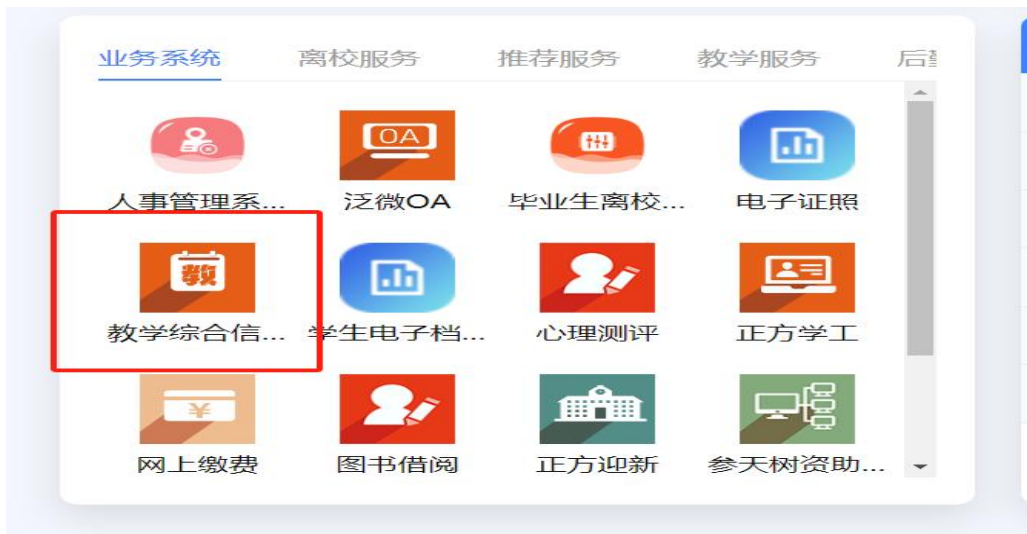 业务系统 离校服务 推荐服务 教学服务 后
OA
人事管理系... 泛微OA 毕业生离校... 电子证照
教
教学综合信... 学生电子档... 心理测评 正方学工
¥
网上缴费 图书借阅 正方迎新 参天树资助...